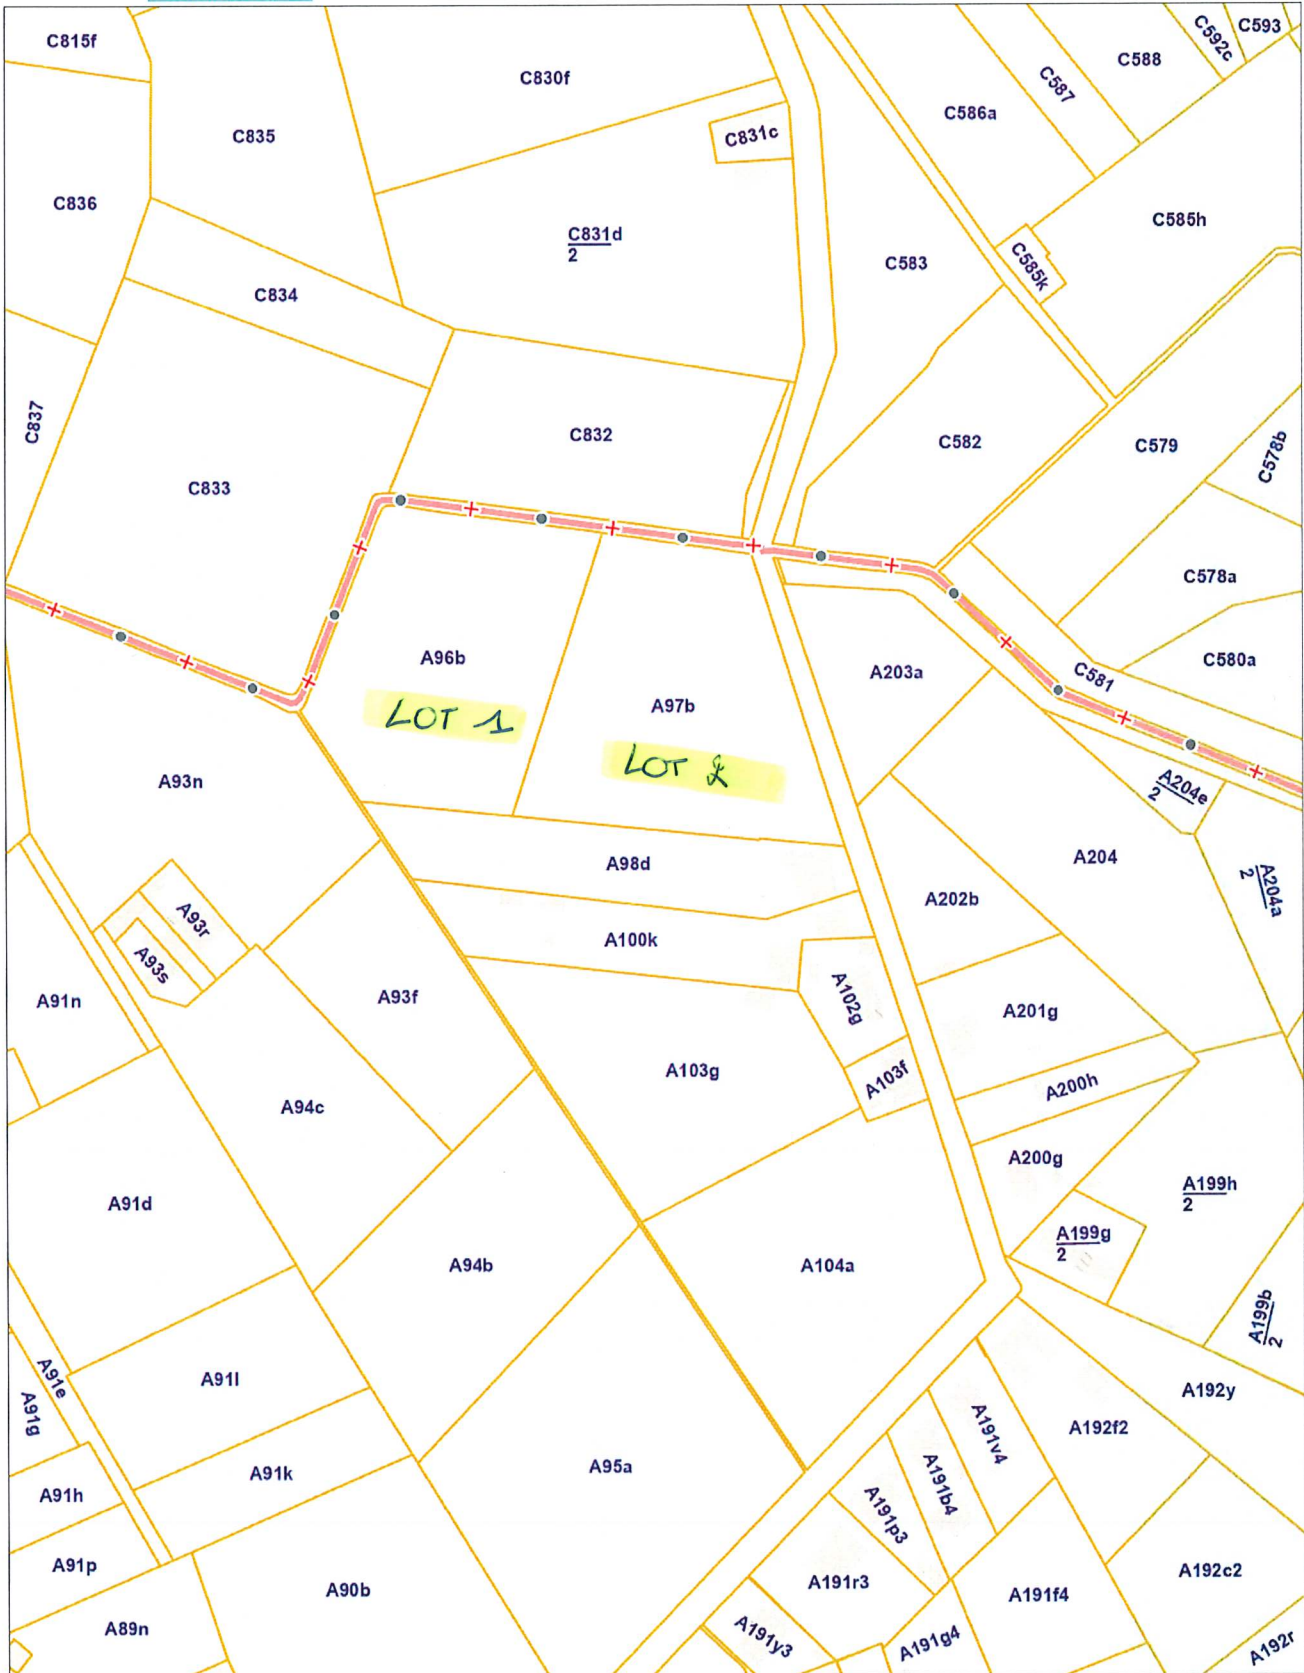 C815f
C830f
C588
C592c
C593
C587
C586a
C835
C831c
C836
C585h
C831d
2
C583
C585k
C834
C837
C832
C582
C579
C578b
C833
C578a
A96b
A203a
C581
C580a
LOT 1
A97b
LOT 2
A93n
A204e
2
A98d
A204
A204a
2
A202b
A93r
A93s
A100k
A91n
A93f
A102g
A201g
A103g
A103f
A200h
A94c
A200g
A91d
A199h
2
A199g
2
A94b
A104a
A199b
2
A91e
A91l
A91g
A192y
A192f2
A191v4
A95a
A91k
A191b4
A91h
A191p3
A91p
A90b
A191r3
A191f4
A192c2
A89n
A191y3
A191g4
A192r